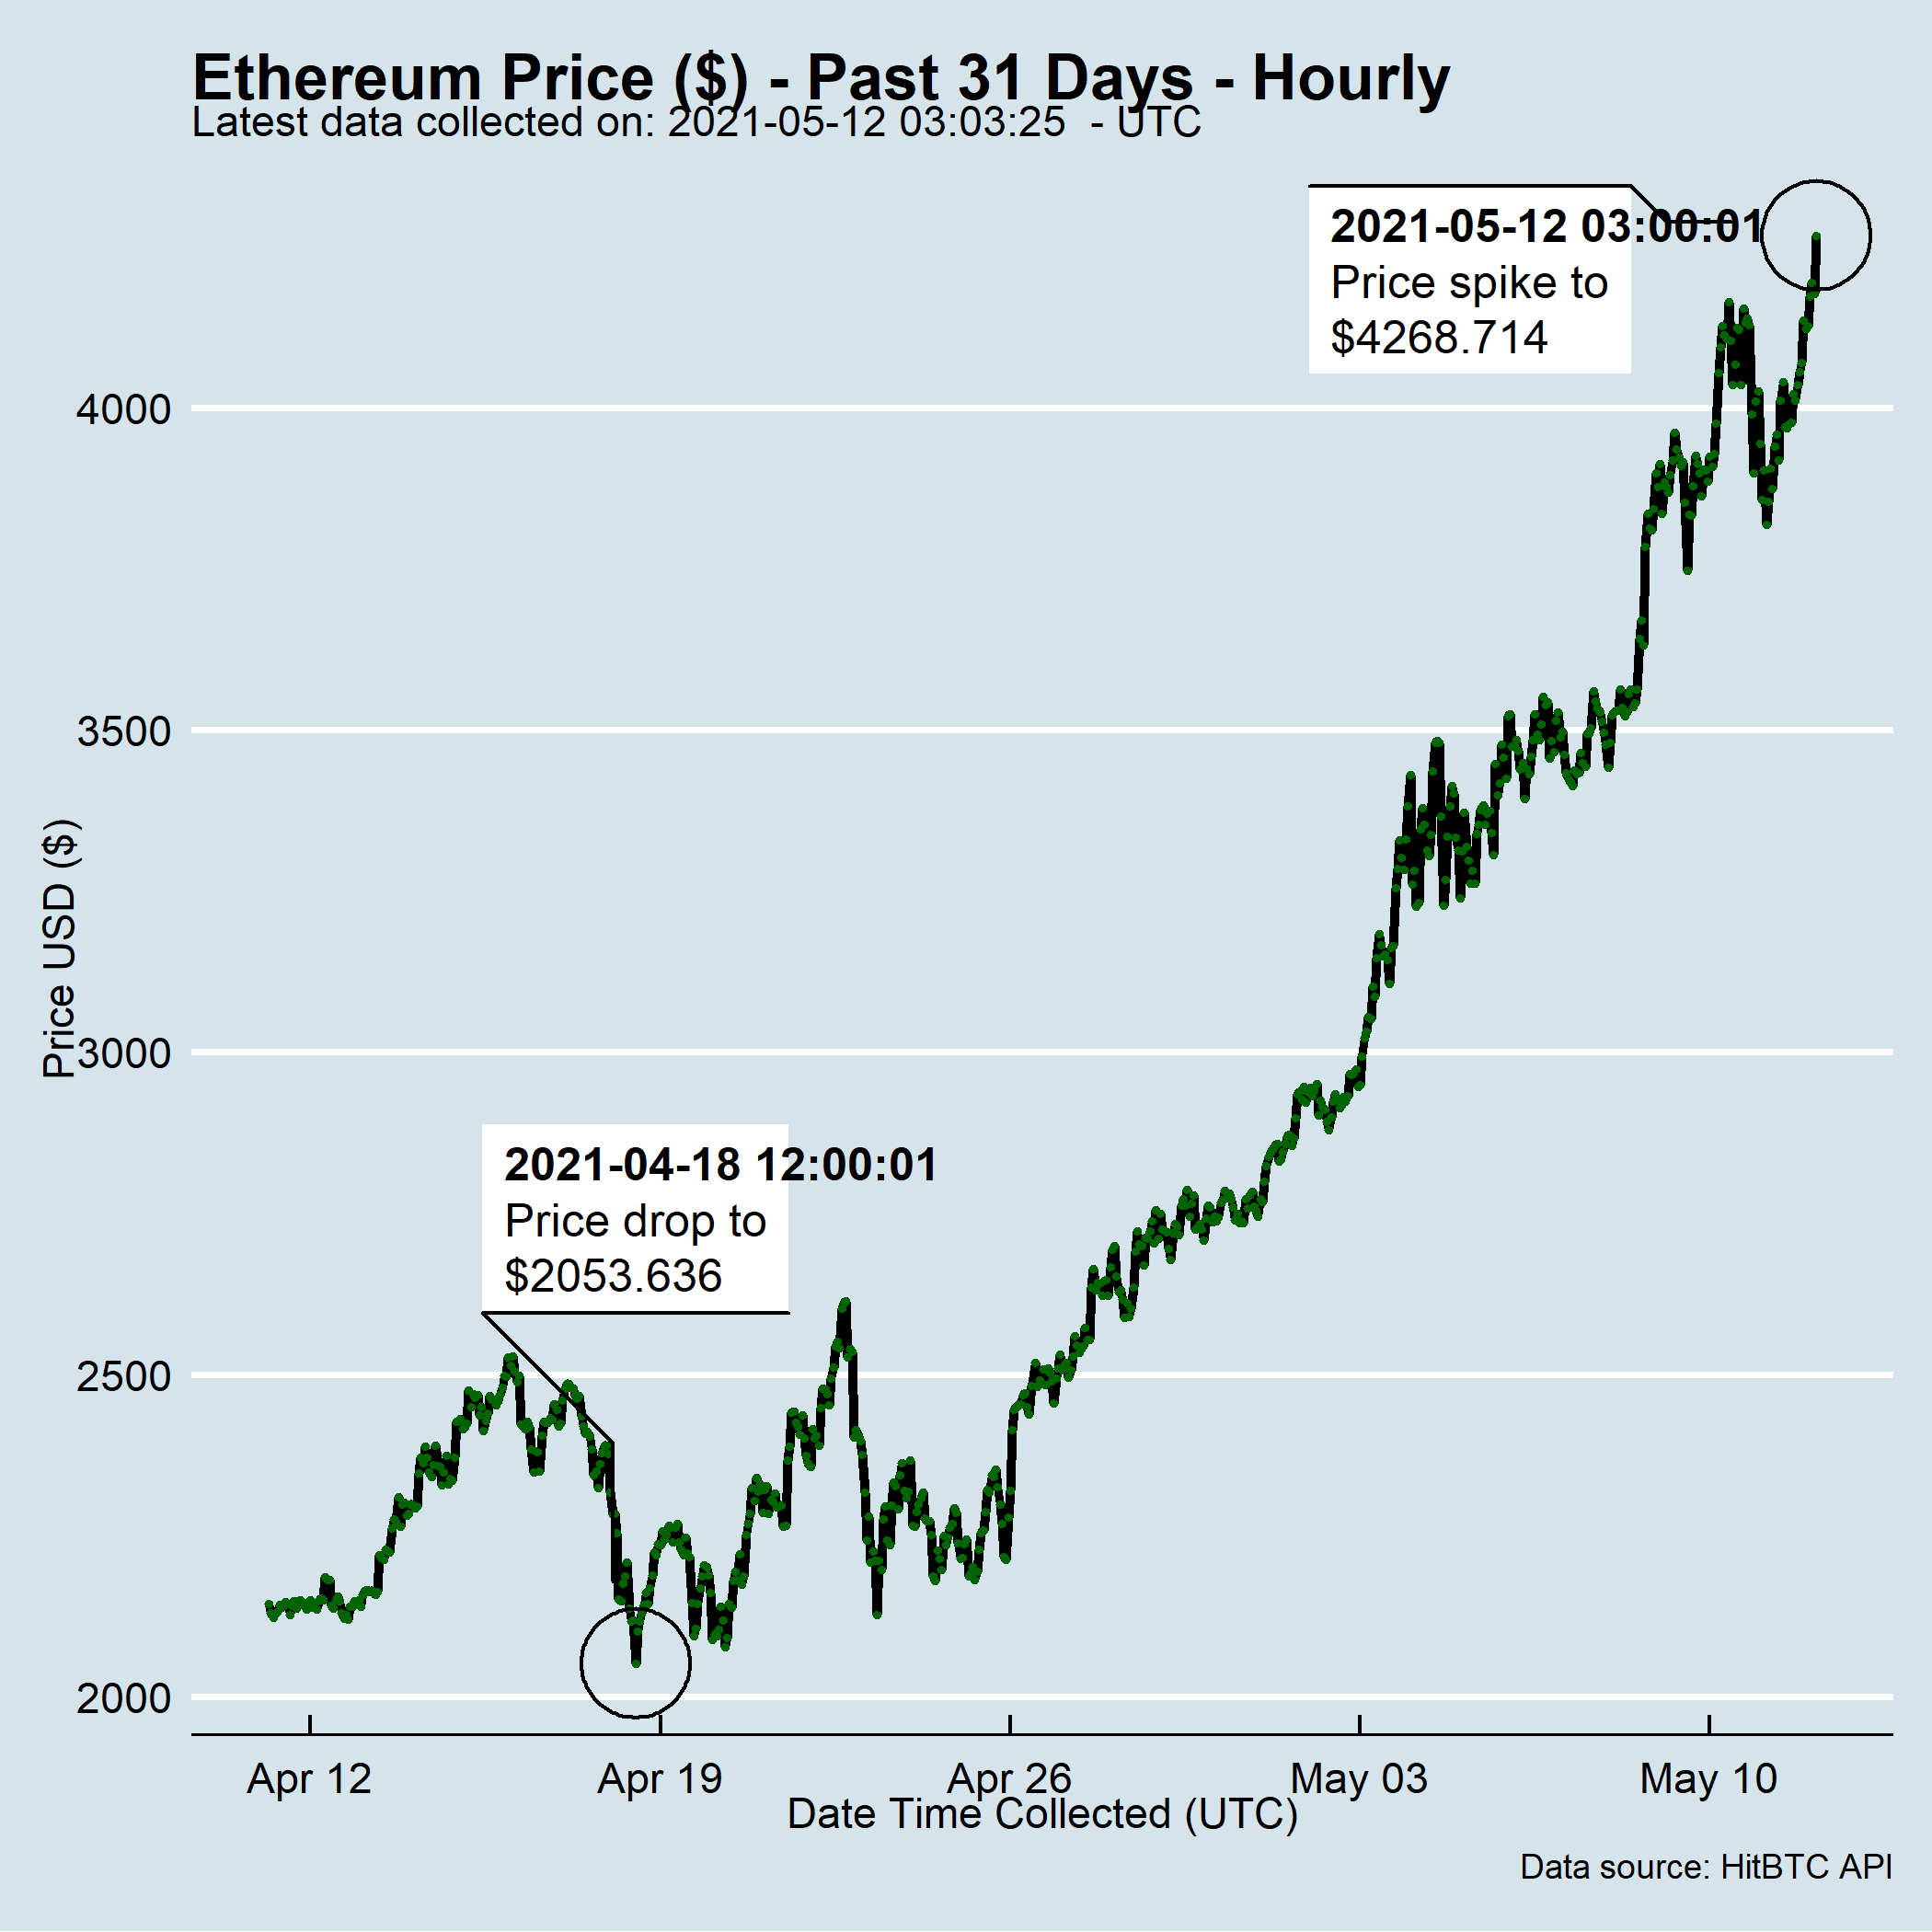 Ethereum Price ($) - Past 31 Days - Hourly
Latest data collected on: 2021-05-12 03:03:25  - UTC
2021-05-12 03:00:01
Price spike to
$4268.714
4000
3500
3000
2500
2000
Price USD ($)
2021-04-18 12:00:01
Price drop to
$2053.636
Apr 12
Apr 19
Apr 26
May 03
May 10
Date Time Collected (UTC)
Data source: HitBTC API